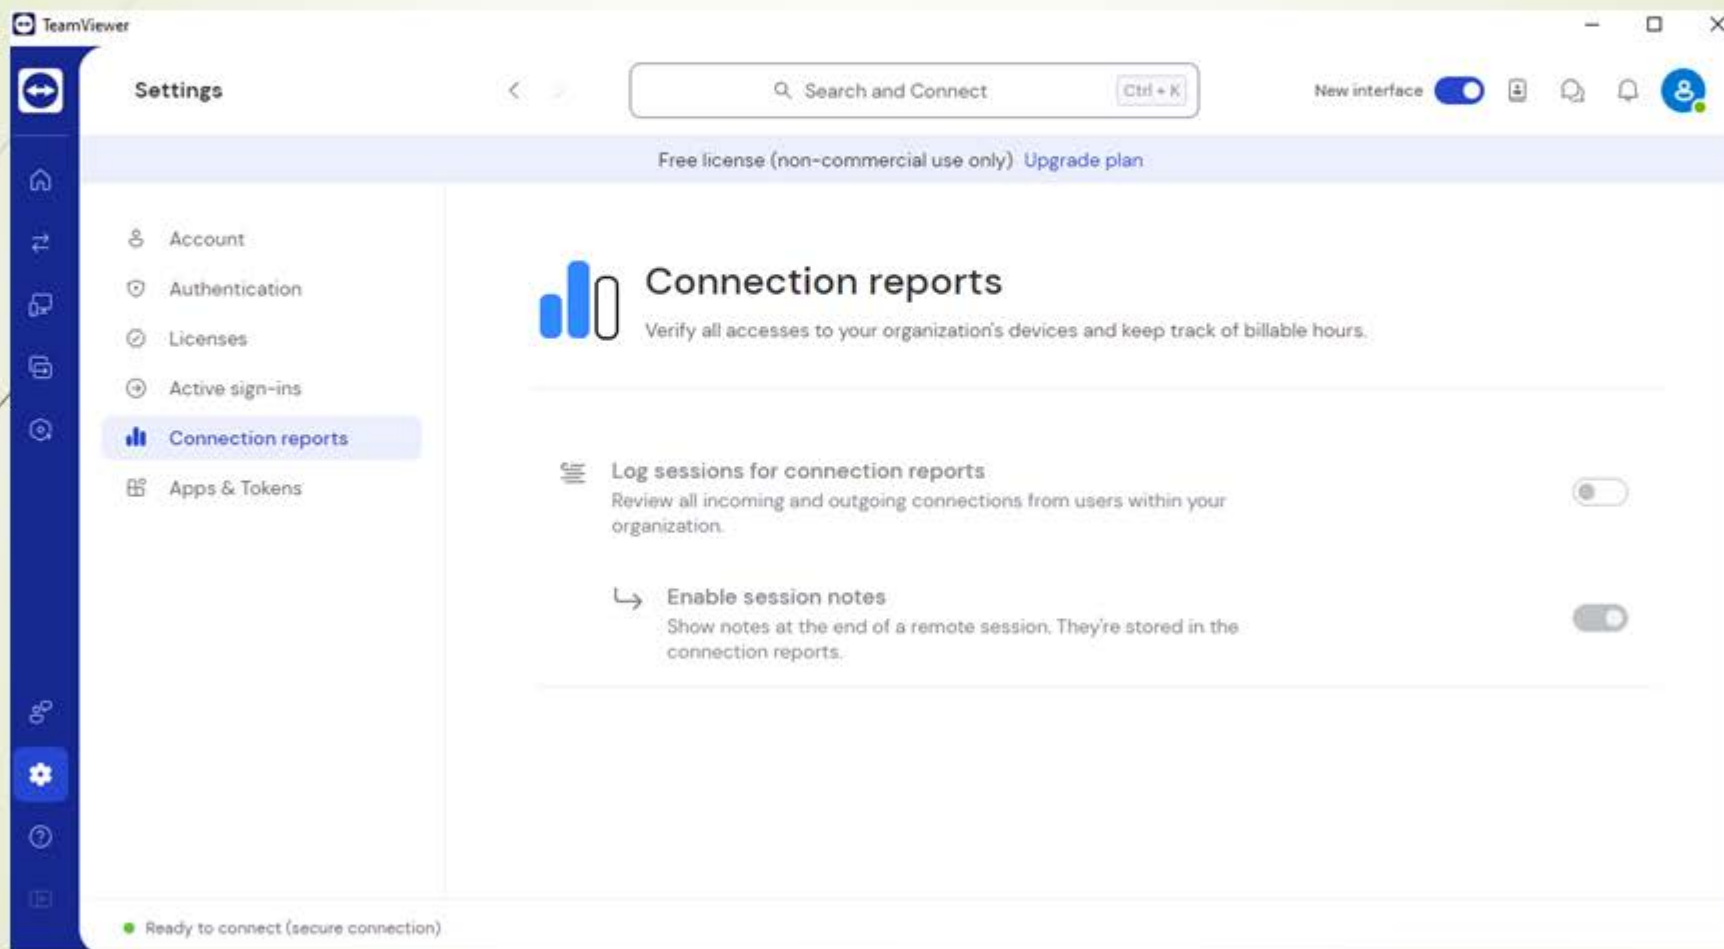 TeamViewer
Settings
Search and Connect
Ctrl + K
New interface
Free license (non-commercial use only) Upgrade plan
Account
Authentication
Licenses
Active sign-ins
Connection reports
Apps & Tokens
Connection reports
Verify all accesses to your organization's devices and keep track of billable hours.
Log sessions for connection reports
Review all incoming and outgoing connections from users within your
organization.
Enable session notes
Show notes at the end of a remote session. They're stored in the
connection reports.
Ready to connect (secure connection)